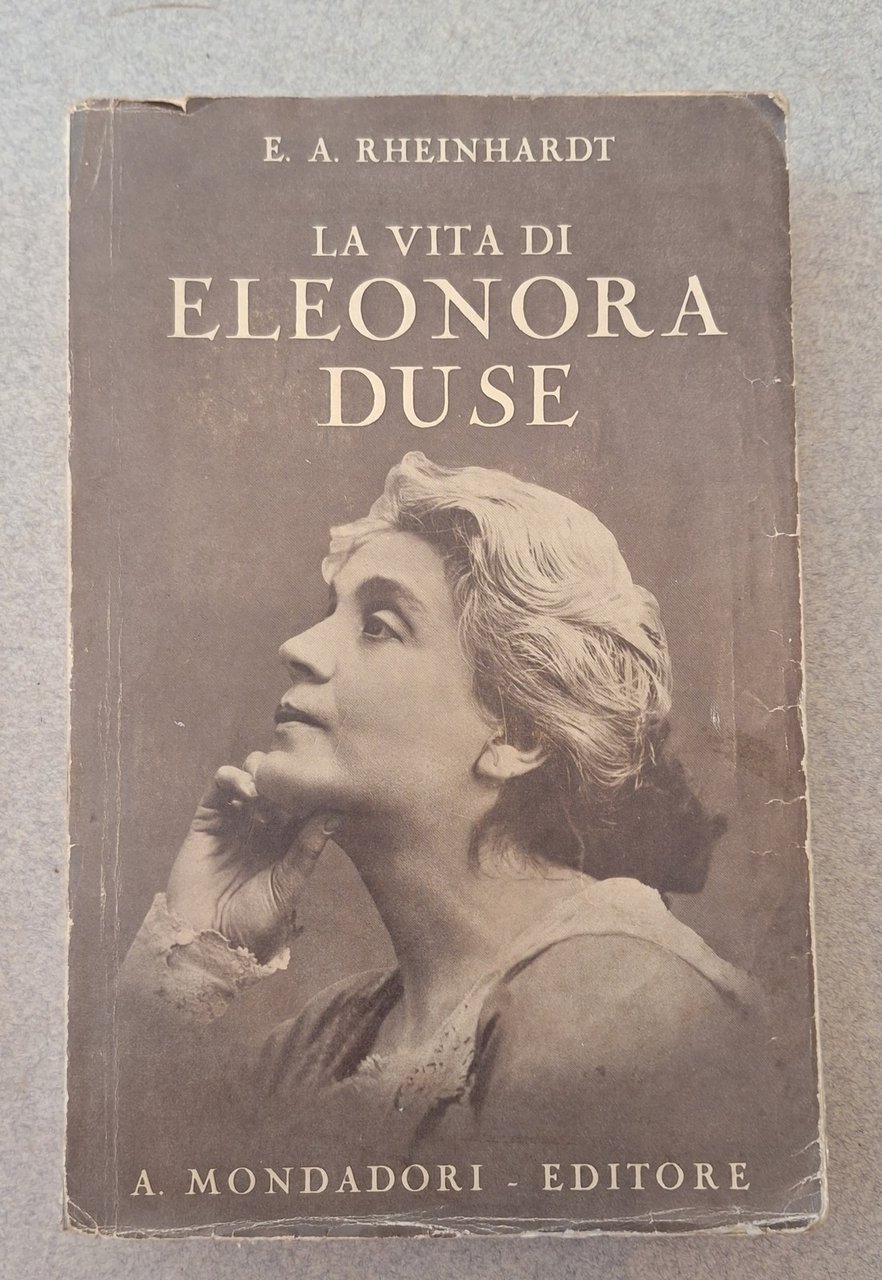 E. A. RHEINHARDT
LA VITA DI
ELEONORA
DUSE
A. MONDADORI - EDITORE